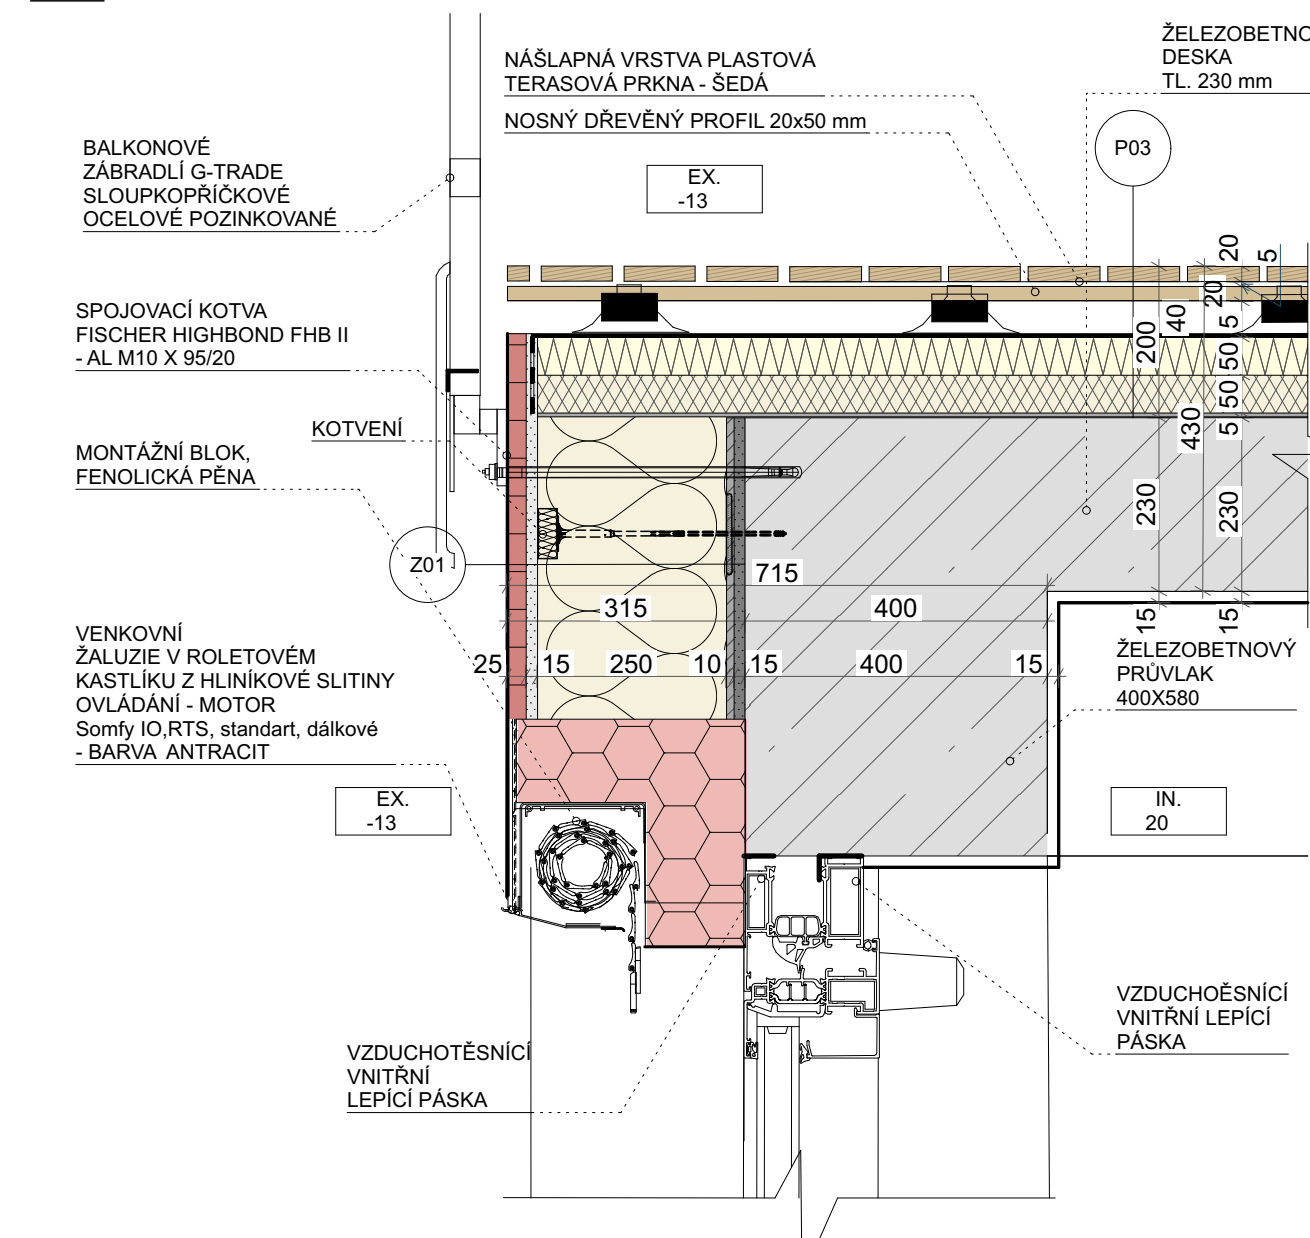 NÁŠLAPNÁ VRSTVA PLASTOVÁ
TERASOVÁ PRKNA - ŠEDÁ
NOSNÝ DŘEVĚNÝ PROFIL 20x50 mm
ŽELEZOBETNO
DESKA
TL. 230 mm
P03
EX.
-13
BALKONOVÉ
ZÁBRADLÍ G-TRADE
SLOUPKOPŘÍČKOVÉ
OCELOVÉ POZINKOVANÉ
SPOJOVACÍ KOTVA
FISCHER HIGHBOND FHB II
- AL M10 X 95/20
KOTVENÍ
MONTÁŽNÍ BLOK,
FENOLICKÁ PĚNA
Z01
VENKOVNÍ
ŽALUZIE V ROLETOVÉM
KASTLÍKU Z HLINÍKOVÉ SLITINY
OVLÁDÁNÍ - MOTOR
Somfy IO,RTS, standart, dálkové
- BARVA  ANTRACIT
EX.
-13
20
5
20
40
5
200
50
50
430
5
230
230
15
15
715
315
400
25
15
250
10
15
400
15
ŽELEZOBETNOVÝ
PRŮVLAK
400X580
IN.
20
VZDUCHOĚSNÍCÍ
VNITŘNÍ LEPÍCÍ
PÁSKA
VZDUCHOTĚSNÍCÍ
VNITŘNÍ
LEPÍCÍ PÁSKA